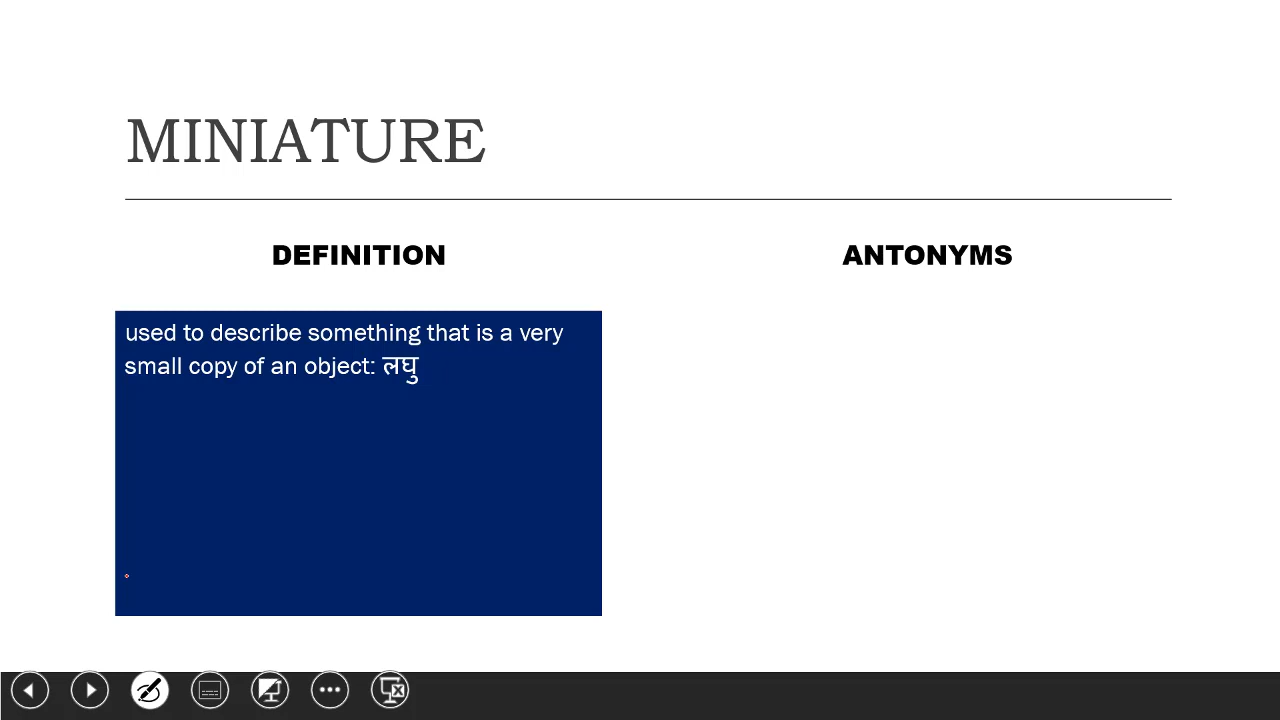 MINIATURE
DEFINITION
ANTONYMS
used to describe something that is a very
small copy of an object: लघु